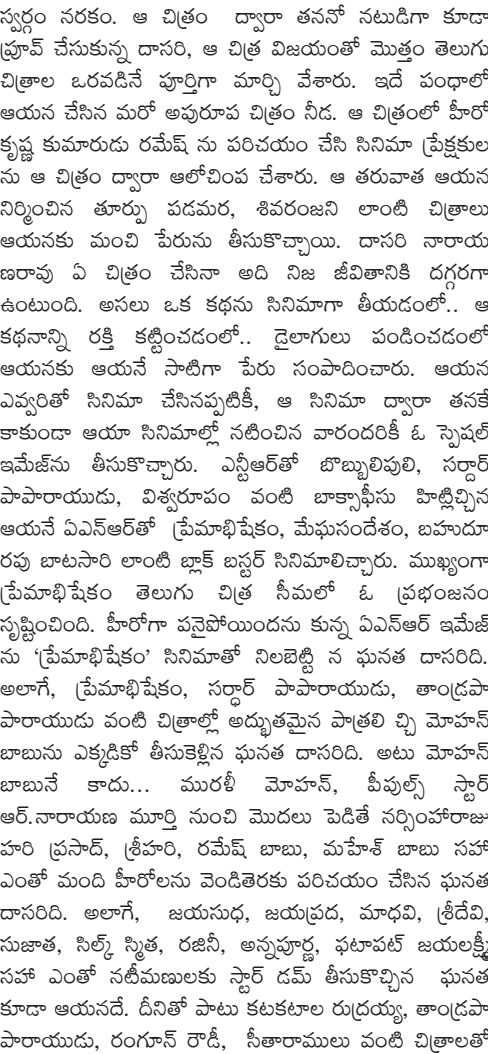 స్వర్గం నరకం. ఆ చిత్రం ద్వారా తననో నటుడిగా కూడా
ప్రూవ్ చేసుకున్న దాసరి, ఆ చిత్ర విజయంతో మొత్తం తెలుగు
చిత్రాల ఒరవడినే పూర్తిగా మార్చి వేశారు. ఇదే పంధాలో
ఆయన చేసిన మరో అపురూప చిత్రం నీడ. ఆ చిత్రంలో హీరో
కృష్ణ కుమారుడు రమేష్ ను పరిచయం చేసి సినిమా ప్రేక్షకుల
ను ఆ చిత్రం ద్వారా ఆలోచింప చేశారు. ఆ తరువాత ఆయన
నిర్మించిన తూర్పు పడమర, శివరంజని లాంటి చిత్రాలు
ఆయనకు మంచి పేరును తీసుకొచ్చాయి. దాసరి నారాయ
ణరావు ఏ చిత్రం చేసినా అది నిజ జీవితానికి దగ్గరగా
ఉంటుంది. అసలు ఒక కథను సినిమాగా తీయడంలో.. ఆ
కథనాన్ని రక్తి కట్టించడంలో.. డైలాగులు పండించడంలో
ఆయనకు ఆయనే సాటిగా పేరు సంపాదించారు. ఆయన
ఎవ్వరితో సినిమా చేసినప్పటికీ, ఆ సినిమా ద్వారా తనకే
కాకుండా ఆయా సినిమాల్లో నటించిన వారందరికీ ఓ స్పెషల్
ఇమేజ్‌ను తీసుకొచ్చారు. ఎన్టీఆర్‌తో బొబ్బులిపులి, సర్దార్
పాపారాయుడు, విశ్వరూపం వంటి బాక్సాఫీసు హిట్లిచ్చిన
ఆయనే ఏఎన్ఆర్‌తో ప్రేమాభిషేకం, మేఘసందేశం, బహుదూ
రపు బాటసారి లాంటి బ్లాక్ బస్టర్ సినిమాలిచ్చారు. ముఖ్యంగా
ప్రేమాభిషేకం తెలుగు చిత్ర సీమలో ఓ ప్రభంజనం
సృష్టించింది. హీరోగా పనైపోయిందను కున్న ఏఎన్ఆర్ ఇమేజ్
ను ‘ప్రేమాభిషేకం’ సినిమాతో నిలబెట్టి న ఘనత దాసరిది.
అలాగే, ప్రేమాభిషేకం, సర్ధార్ పాపారాయుడు, తాండ్రపా
పారాయుడు వంటి చిత్రాల్లో అద్భుతమైన పాత్రలి చ్చి మోహన్
బాబును ఎక్కడికో తీసుకెళ్లిన ఘనత దాసరిది. అటు మోహన్
బాబునే కాదు... మురళీ మోహన్, పీపుల్స్ స్టార్
ఆర్.నారాయణ మూర్తి నుంచి మొదలు పెడితే నర్సింహారాజు
హరి ప్రసాద్, శ్రీహరి, రమేష్ బాబు, మహేశ్ బాబు సహా
ఎంతో మంది హీరోలను వెండితెరకు పరిచయం చేసిన ఘనత
దాసరిది. అలాగే, జయసుధ, జయప్రద, మాధవి, శ్రీదేవి,
సుజాత, సిల్క్ స్మిత, రజినీ, అన్నపూర్ణ, ఫటాపట్ జయలక్ష్మీ
సహా ఎంతో నటీమణులకు స్టార్ డమ్ తీసుకొచ్చిన ఘనత
కూడా ఆయనదే. దీనితో పాటు కటకటాల రుద్రయ్య, తాండ్రపా
పారాయుడు, రంగూన్ రౌడీ, సీతారాములు వంటి చిత్రాలతో